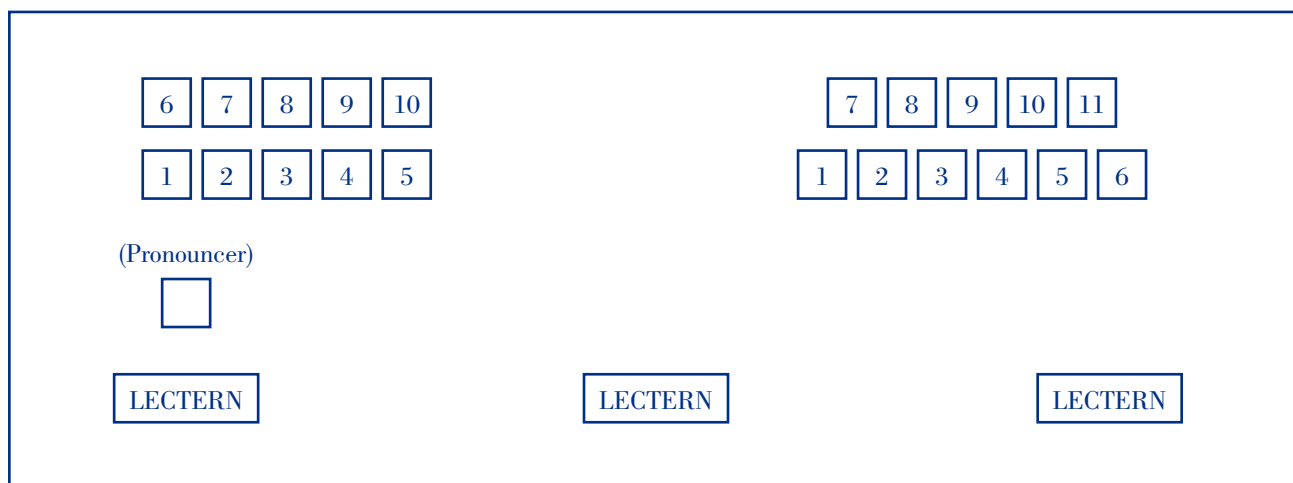 6 7 8 9 10 7 8 9 10 11
1 2 3 4 5 1 2 3 4 5 6
(Pronouncer)
LECTERN LECTERN LECTERN